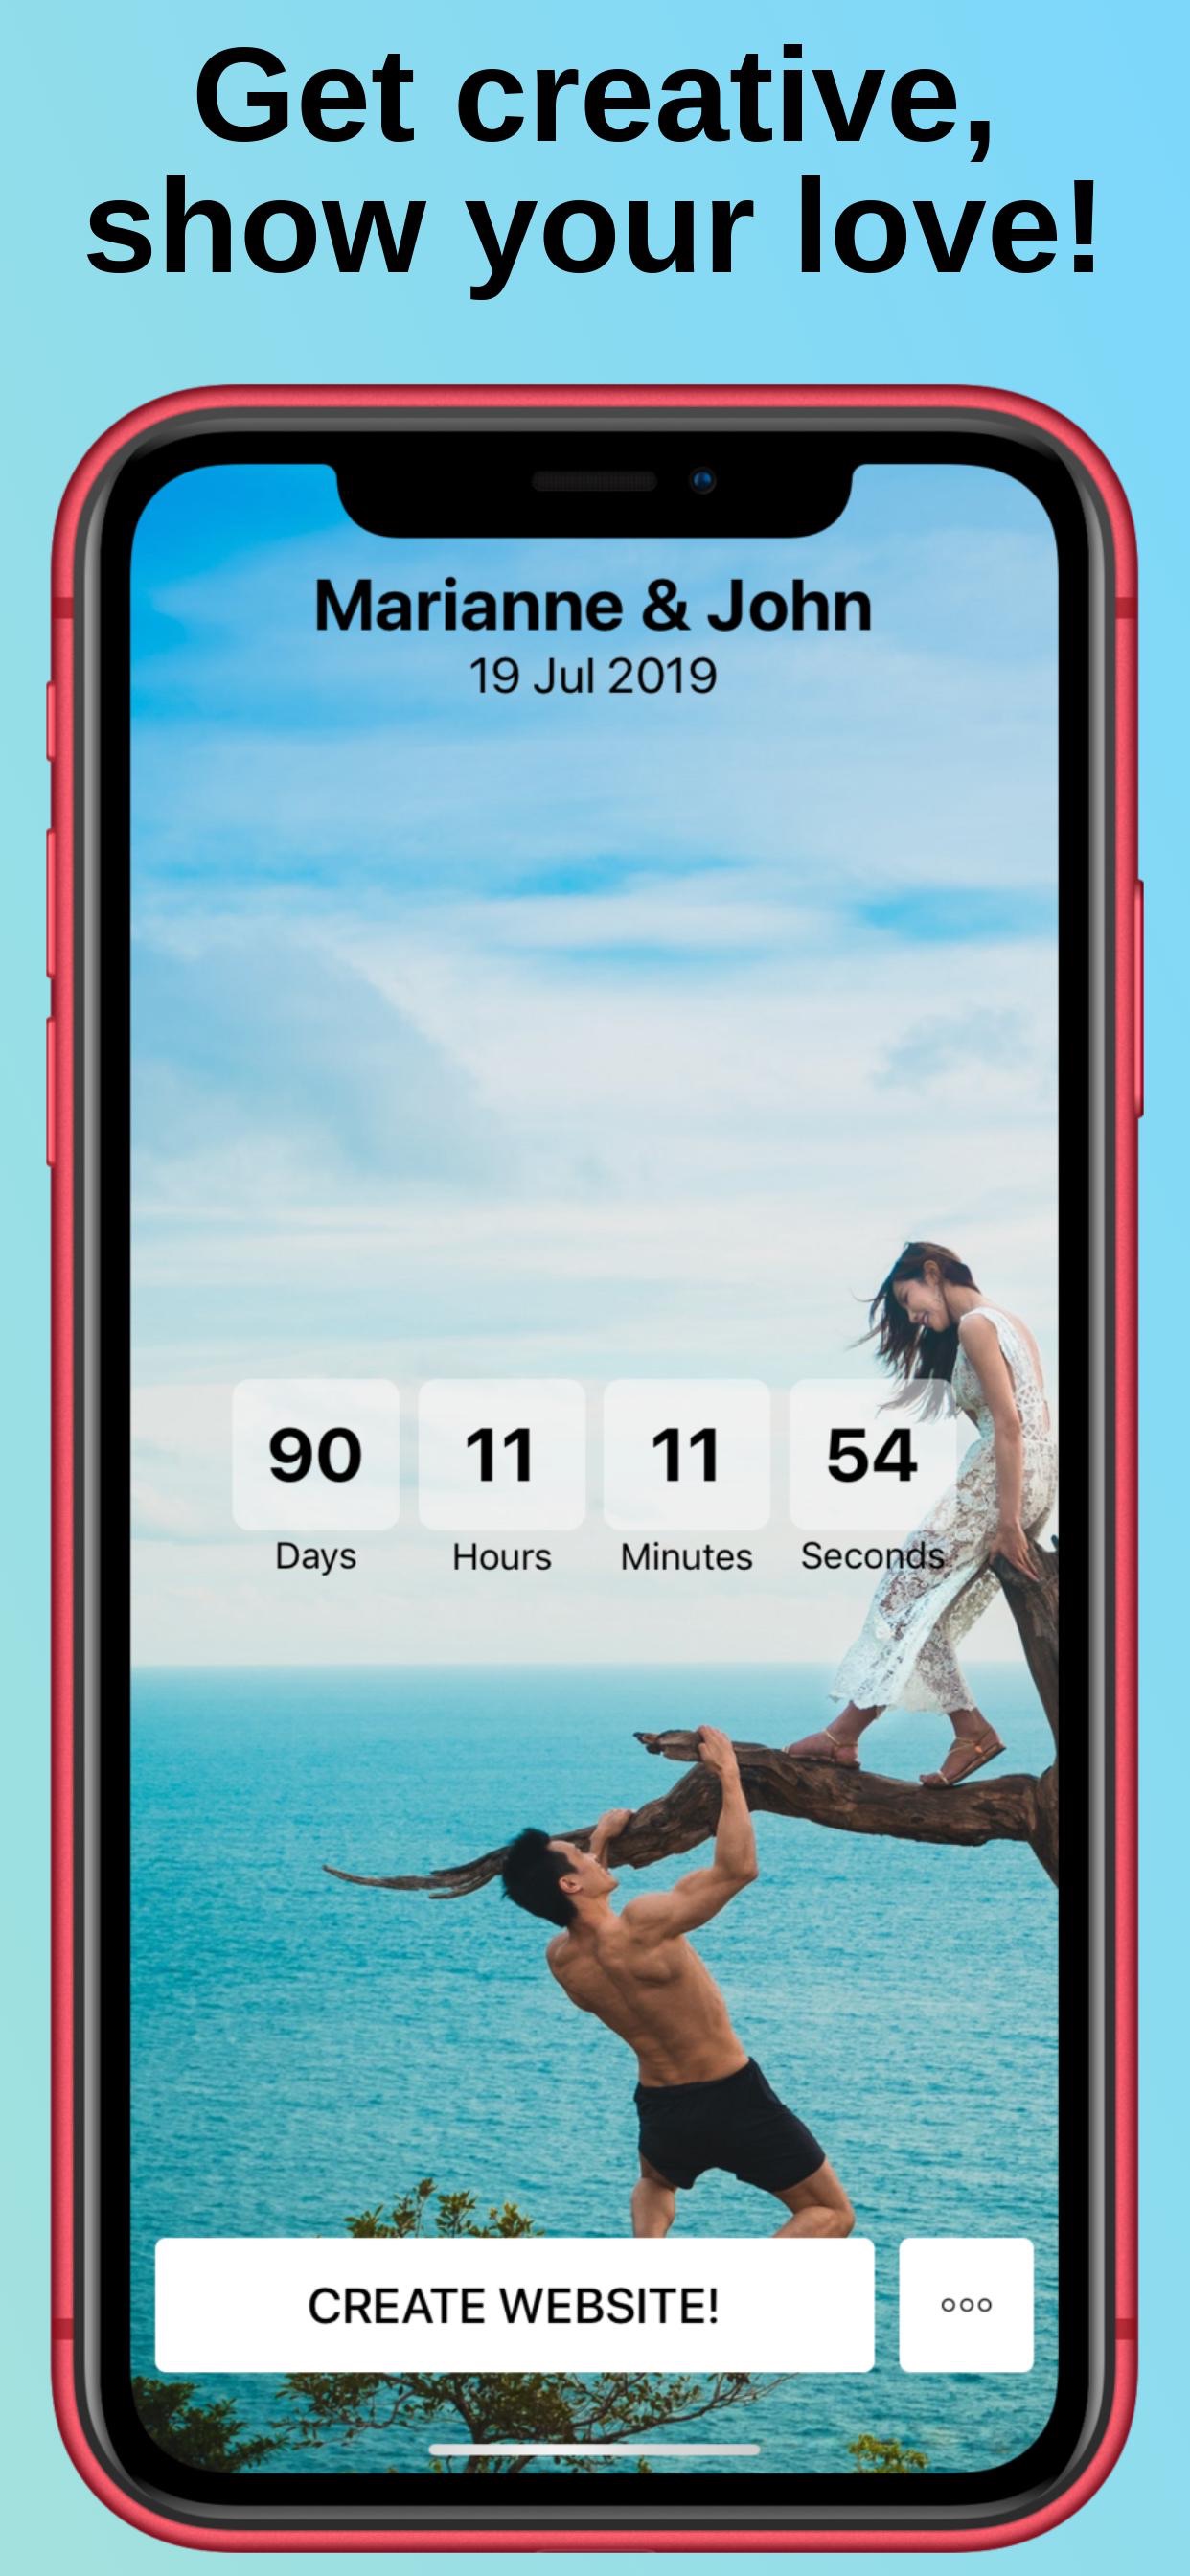 Get creative,
show your love!
Marianne & John
19 Jul 2019
90 11 11 54
Days Hours Minutes Seconds
CREATE WEBSITE!